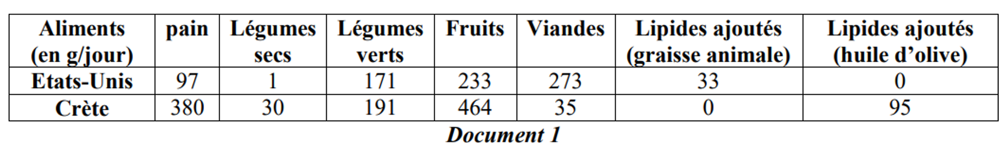 Aliments (en g/jour) pain Légumes secs Légumes verts Fruits Viandes Lipides ajoutés (graisse animale) Lipides ajoutés (huile d’olive)
Etats-Unis 97 1 171 233 273 33 0
Crète 380 30 191 464 35 0 95
Document 1